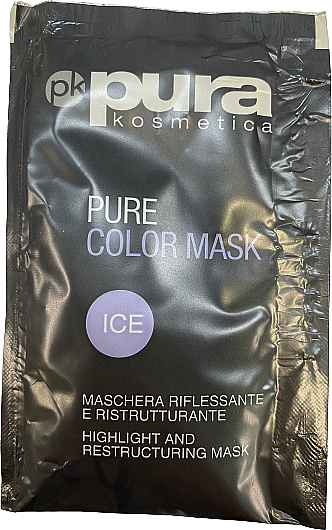 pk pura
kosmetica
PURE
COLOR MASK
ICE
MASCHERA RIFLESSANTE
E RISTRUTTURANTE
HIGHLIGHT AND
RESTRUCTURING MASK